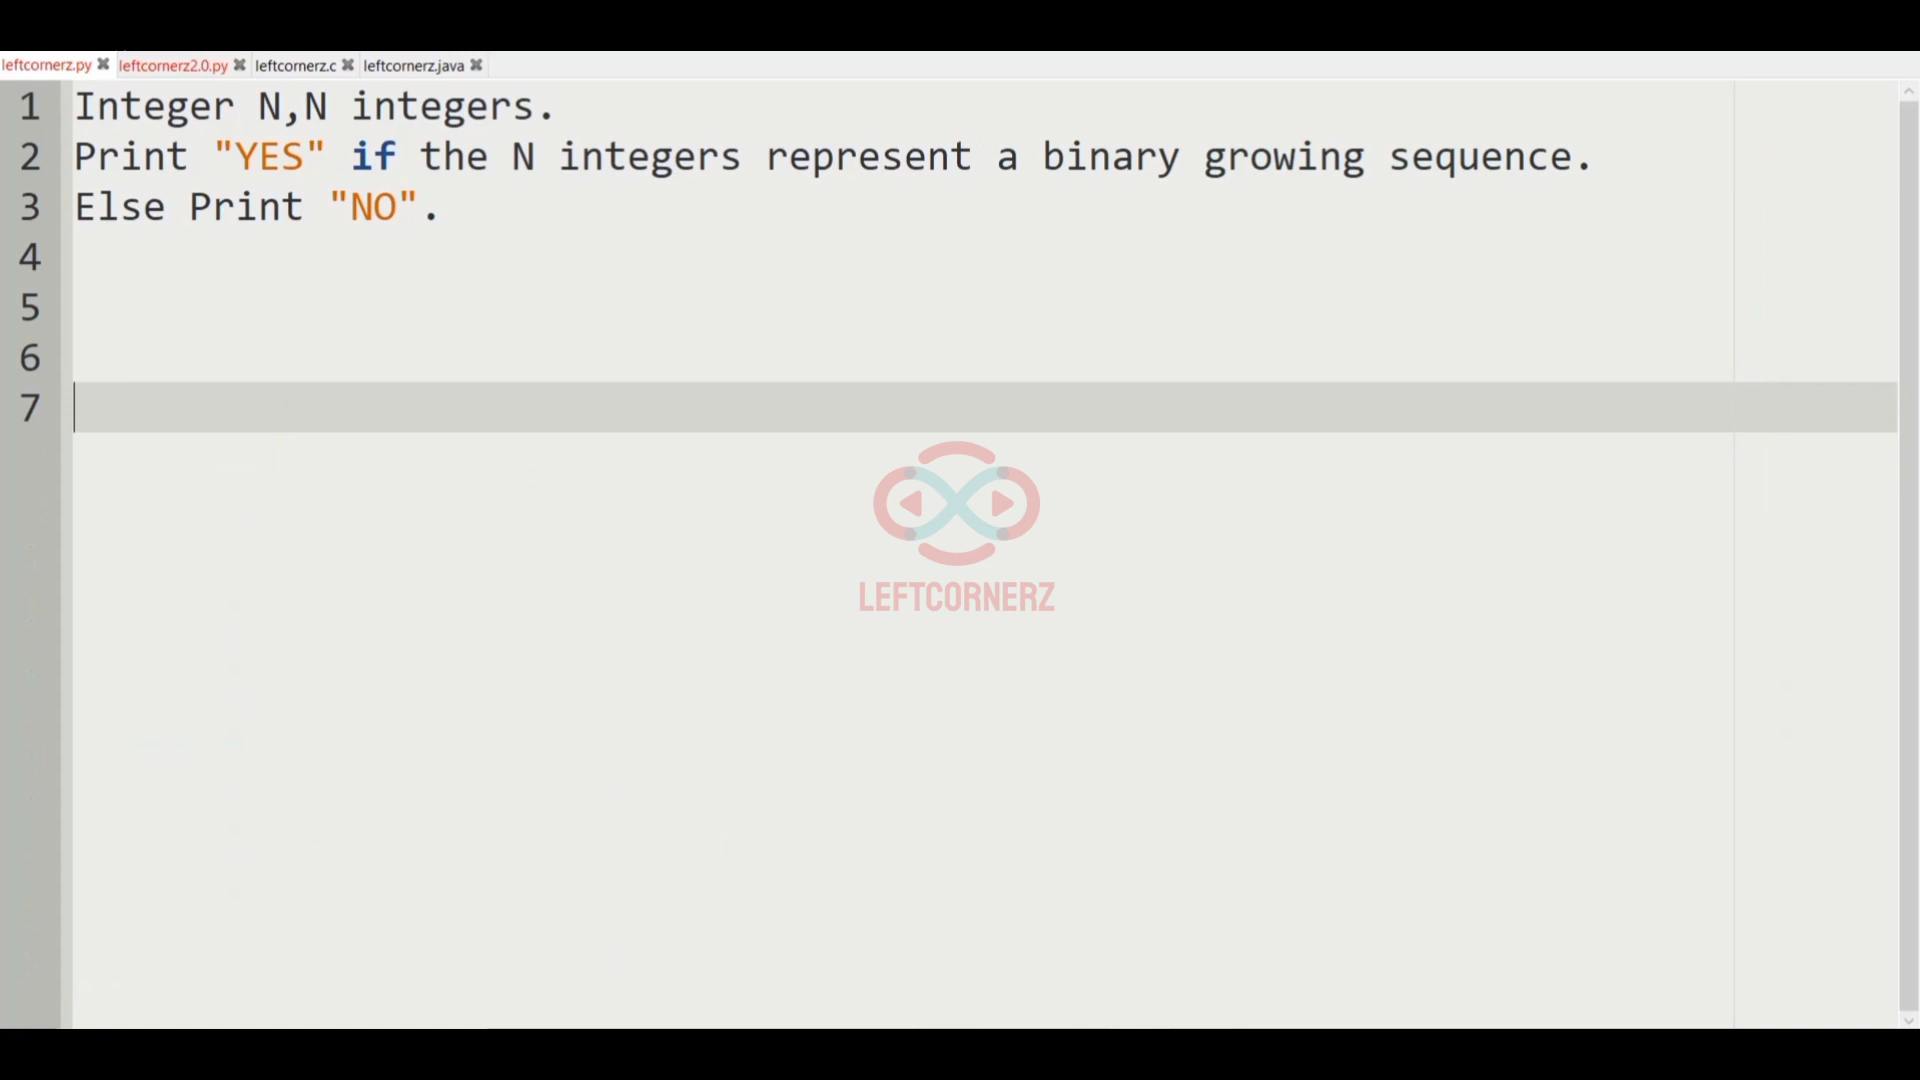 leftcornerz.py leftcornerz2.0.py leftcornerz.c leftcornerz.java
1 Integer N,N integers.
2 Print "YES" if the N integers represent a binary growing sequence.
3 Else Print "NO".
4
5
6
7
LEFTCORNERZ